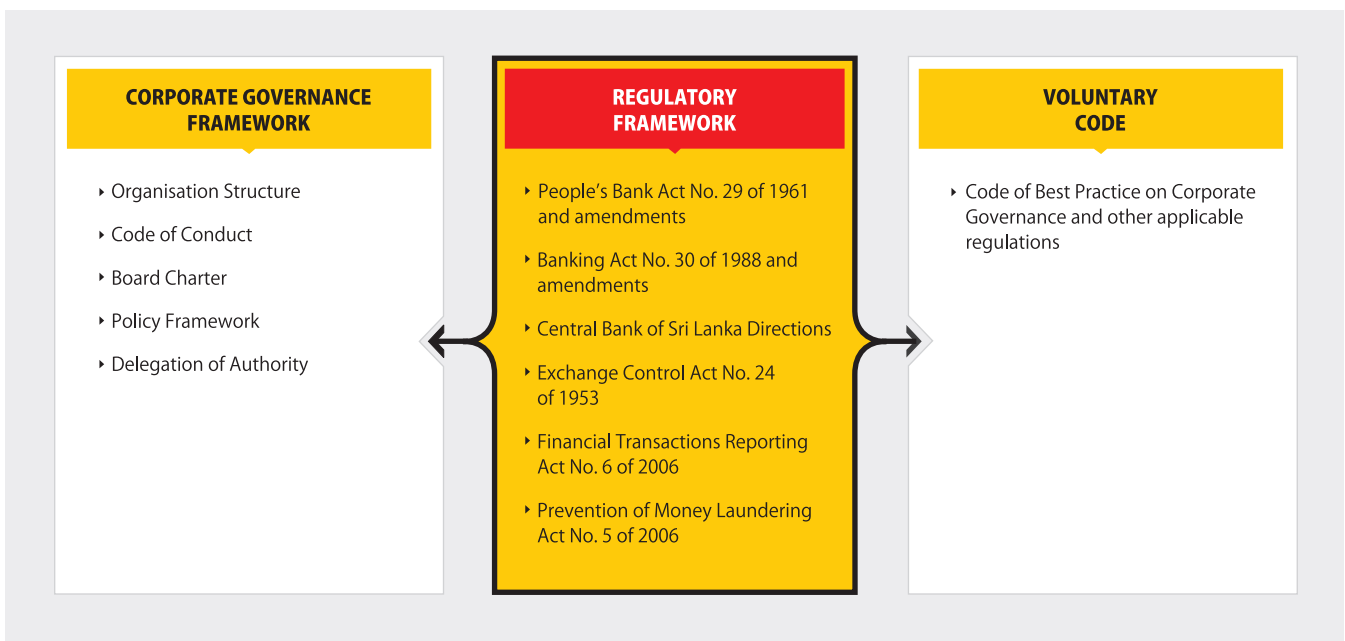 CORPORATE GOVERNANCE
FRAMEWORK
Organisation Structure
Code of Conduct
Board Charter
Policy Framework
Delegation of Authority
REGULATORY
FRAMEWORK
People's Bank Act No. 29 of 1961
and amendments
Banking Act No. 30 of 1988 and
amendments
Central Bank of Sri Lanka Directions
Exchange Control Act No. 24
of 1953
Financial Transactions Reporting
Act No. 6 of 2006
Prevention of Money Laundering
Act No. 5 of 2006
VOLUNTARY
CODE
Code of Best Practice on Corporate
Governance and other applicable
regulations